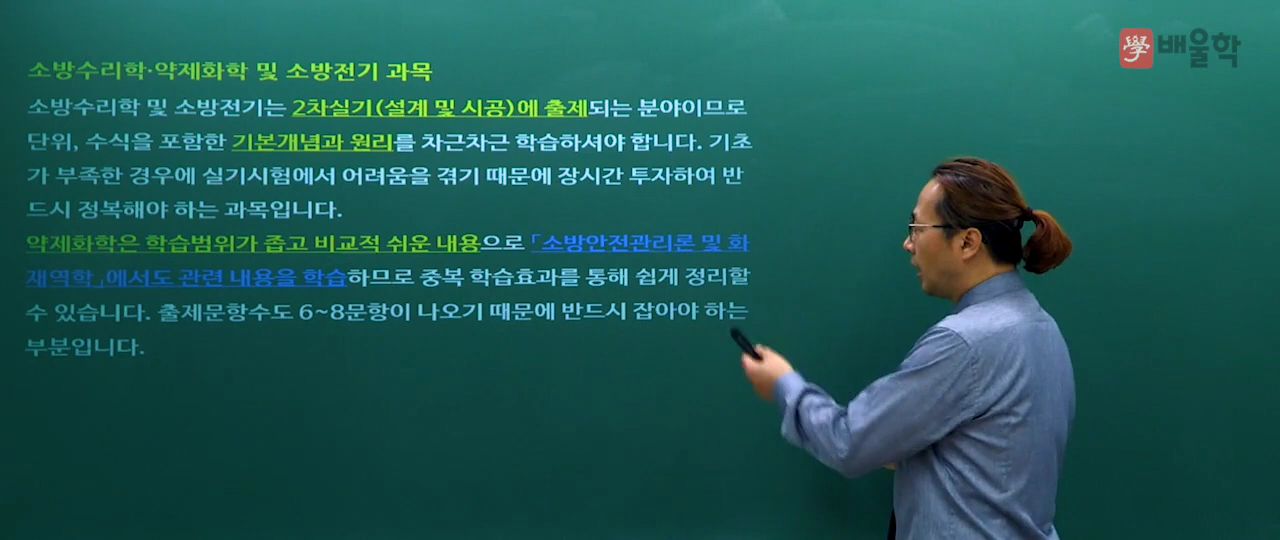 學 배울학
소방수리학·약제화학 및 소방전기 과목
소방수리학 및 소방전기는 2차실기(설계 및 시공)에 출제되는 분야이므로
단위, 수식을 포함한 기본개념과 원리를 차근차근 학습하셔야 합니다. 기초
가 부족한 경우에 실기시험에서 어려움을 겪기 때문에 장시간 투자하여 반
드시 정복해야 하는 과목입니다.
약제화학은 학습범위가 좁고 비교적 쉬운 내용으로 「소방안전관리론 및 화
재역학」에서도 관련 내용을 학습하므로 중복 학습효과를 통해 쉽게 정리할
수 있습니다. 출제문항수도 6~8문항이 나오기 때문에 반드시 잡아야 하는
부분입니다.